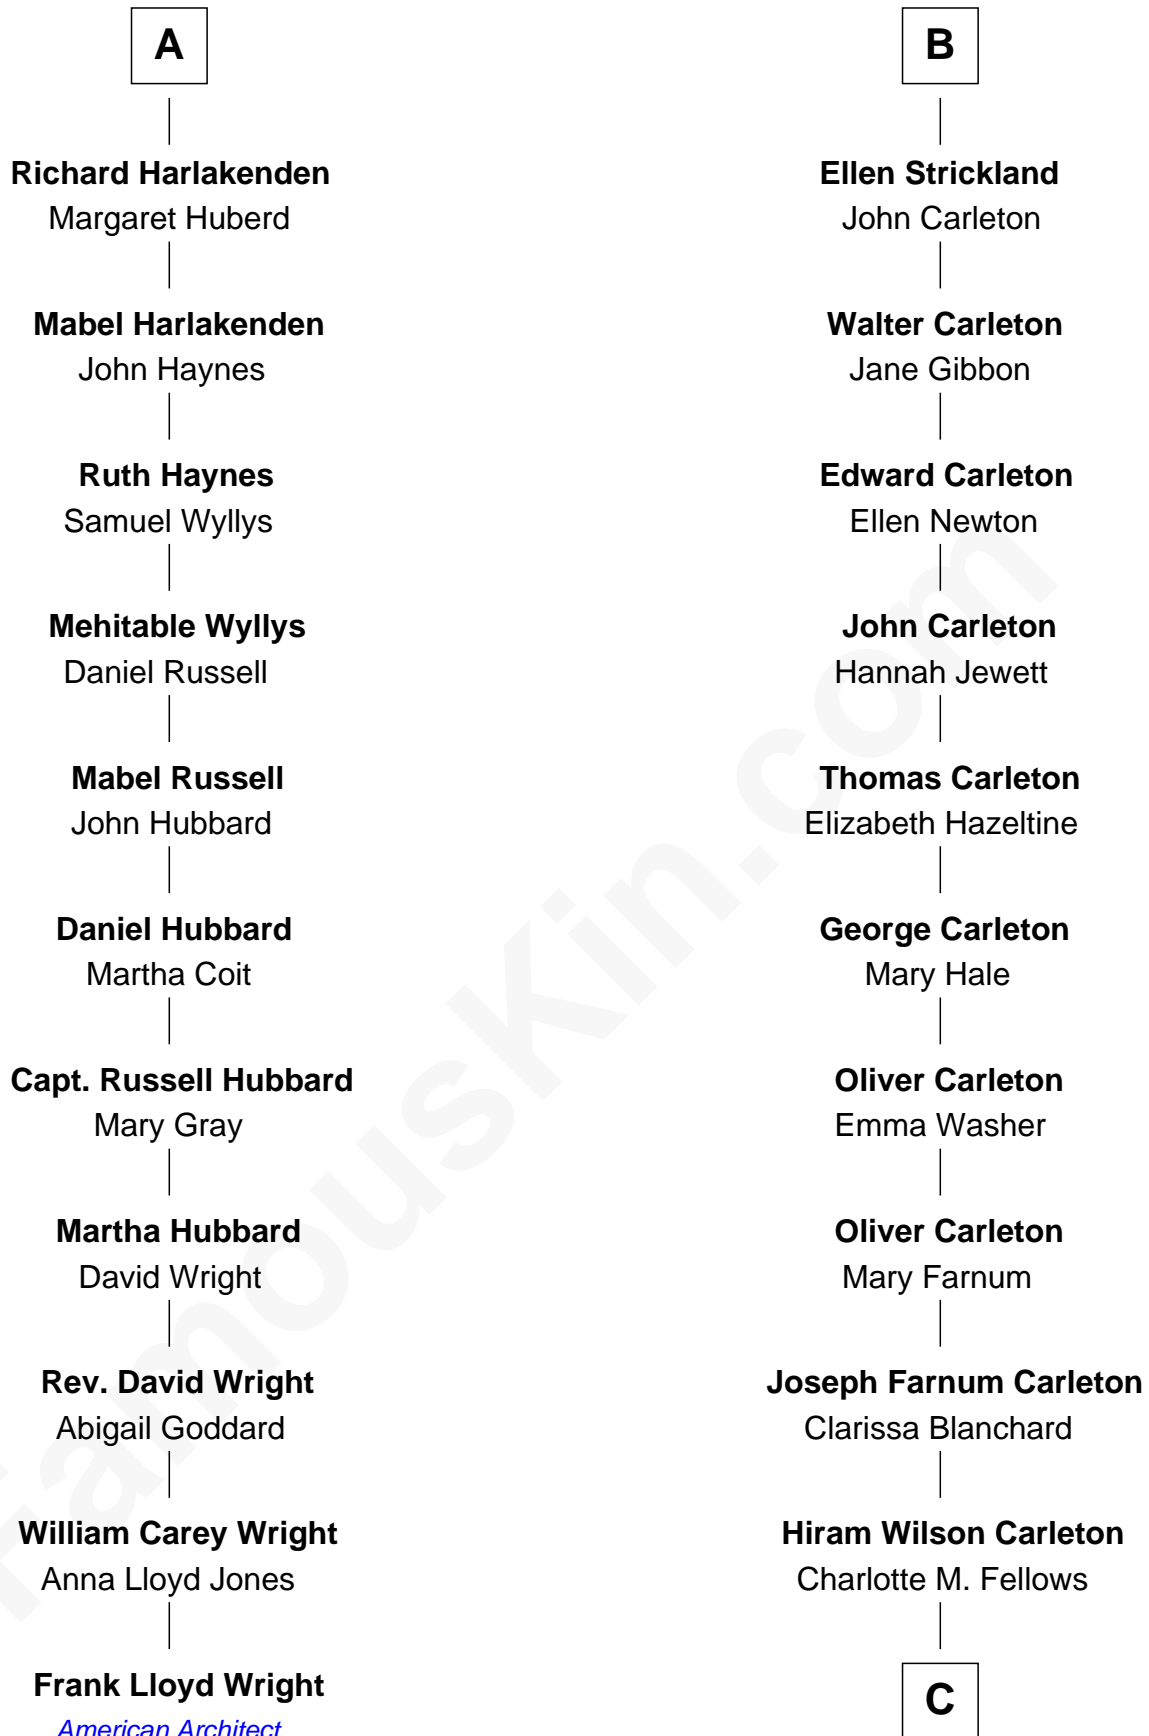 A
Richard Harlakenden
Margaret Huberd
Mabel Harlakenden
John Haynes
Ruth Haynes
Samuel Wyllys
Mehitable Wyllys
Daniel Russell
Mabel Russell
John Hubbard
Daniel Hubbard
Martha Coit
Capt. Russell Hubbard
Mary Gray
Martha Hubbard
David Wright
Rev. David Wright
Abigail Goddard
William Carey Wright
Anna Lloyd Jones
Frank Lloyd Wright
American Architect
B
Ellen Strickland
John Carleton
Walter Carleton
Jane Gibbon
Edward Carleton
Ellen Newton
John Carleton
Hannah Jewett
Thomas Carleton
Elizabeth Hazeltine
George Carleton
Mary Hale
Oliver Carleton
Emma Washer
Oliver Carleton
Mary Farnum
Joseph Farnum Carleton
Clarissa Blanchard
Hiram Wilson Carleton
Charlotte M. Fellows
C
FamousKin.com